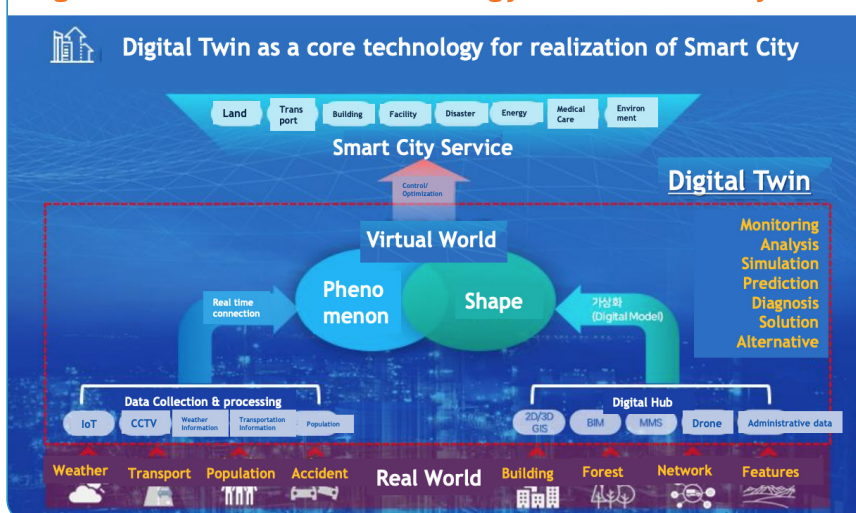 Digital Twin as a core technology for realization of Smart City
Land
Trans
port
Building
Facility
Disaster
Energy
Medical
Care
Environ
ment
Smart City Service
Control/
Optimization
Digital Twin
Virtual World
Pheno
menon
Shape
Real time
connection
가상화
(Digital Model)
Monitoring
Analysis
Simulation
Prediction
Diagnosis
Solution
Alternative
Data Collection & processing
IoT
CCTV
Weather
Information
Transportation
Information
Population
Digital Hub
2D/3D
GIS
BIM
MMS
Drone
Administrative data
Weather
Transport
Population
Accident
Real World
Building
Forest
Network
Features